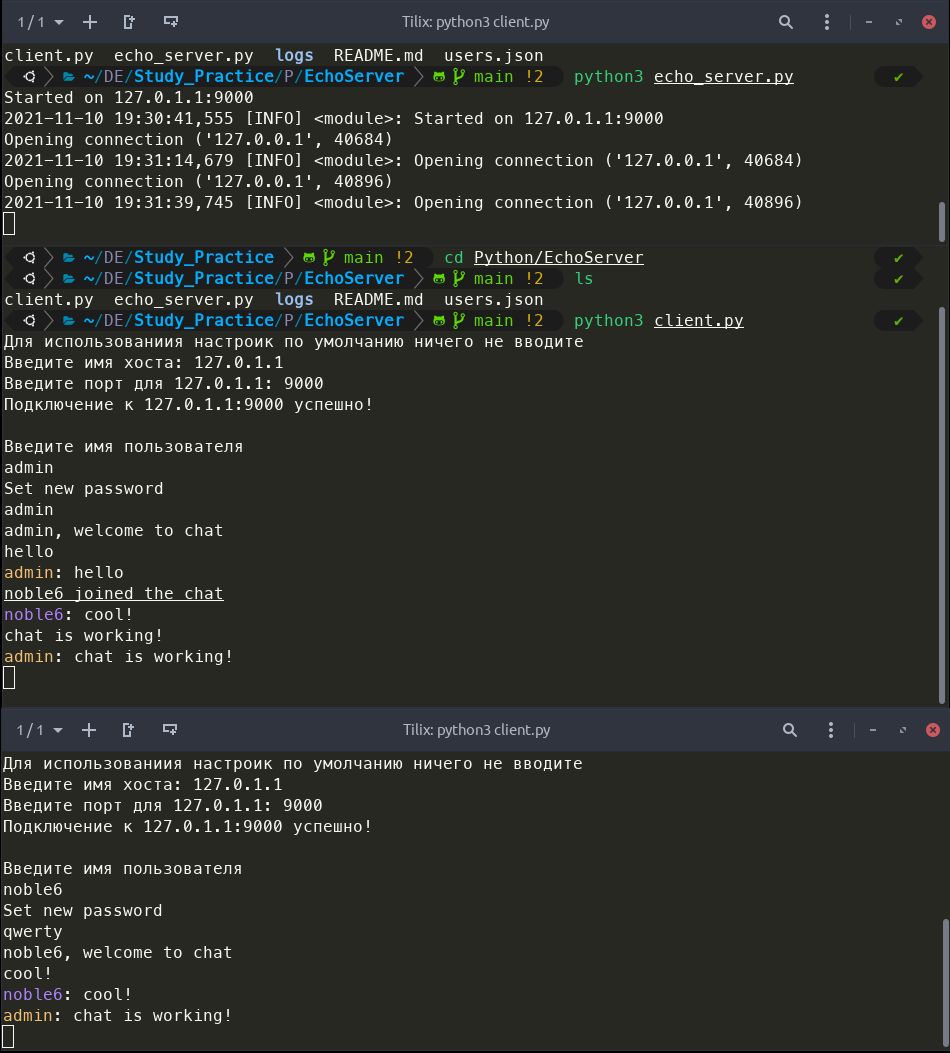 1 / 1 Tilix: python3 client.py
client.py echo_server.py logs README.md users.json
~/DE/Study_Practice/P/EchoServer main !2 python3 echo_server.py ✔
Started on 127.0.1.1:9000
2021-11-10 19:30:41,555 [INFO] <module>: Started on 127.0.1.1:9000
Opening connection ('127.0.0.1', 40684)
2021-11-10 19:31:14,679 [INFO] <module>: Opening connection ('127.0.0.1', 40684)
Opening connection ('127.0.0.1', 40896)
2021-11-10 19:31:39,745 [INFO] <module>: Opening connection ('127.0.0.1', 40896)
~/DE/Study_Practice main !2 cd Python/EchoServer ✔
~/DE/Study_Practice/P/EchoServer main !2 ls ✔
client.py echo_server.py logs README.md users.json
~/DE/Study_Practice/P/EchoServer main !2 python3 client.py ✔
Для использованиия настроик по умолчанию ничего не вводите
Введите имя хоста: 127.0.1.1
Введите порт для 127.0.1.1: 9000
Подключение к 127.0.1.1:9000 успешно!
Введите имя пользователя
admin
Set new password
admin
admin, welcome to chat
hello
admin: hello
noble6 joined the chat
noble6: cool!
chat is working!
admin: chat is working!
1 / 1 Tilix: python3 client.py
Для использованиия настроик по умолчанию ничего не вводите
Введите имя хоста: 127.0.1.1
Введите порт для 127.0.1.1: 9000
Подключение к 127.0.1.1:9000 успешно!
Введите имя пользователя
noble6
Set new password
qwerty
noble6, welcome to chat
cool!
noble6: cool!
admin: chat is working!